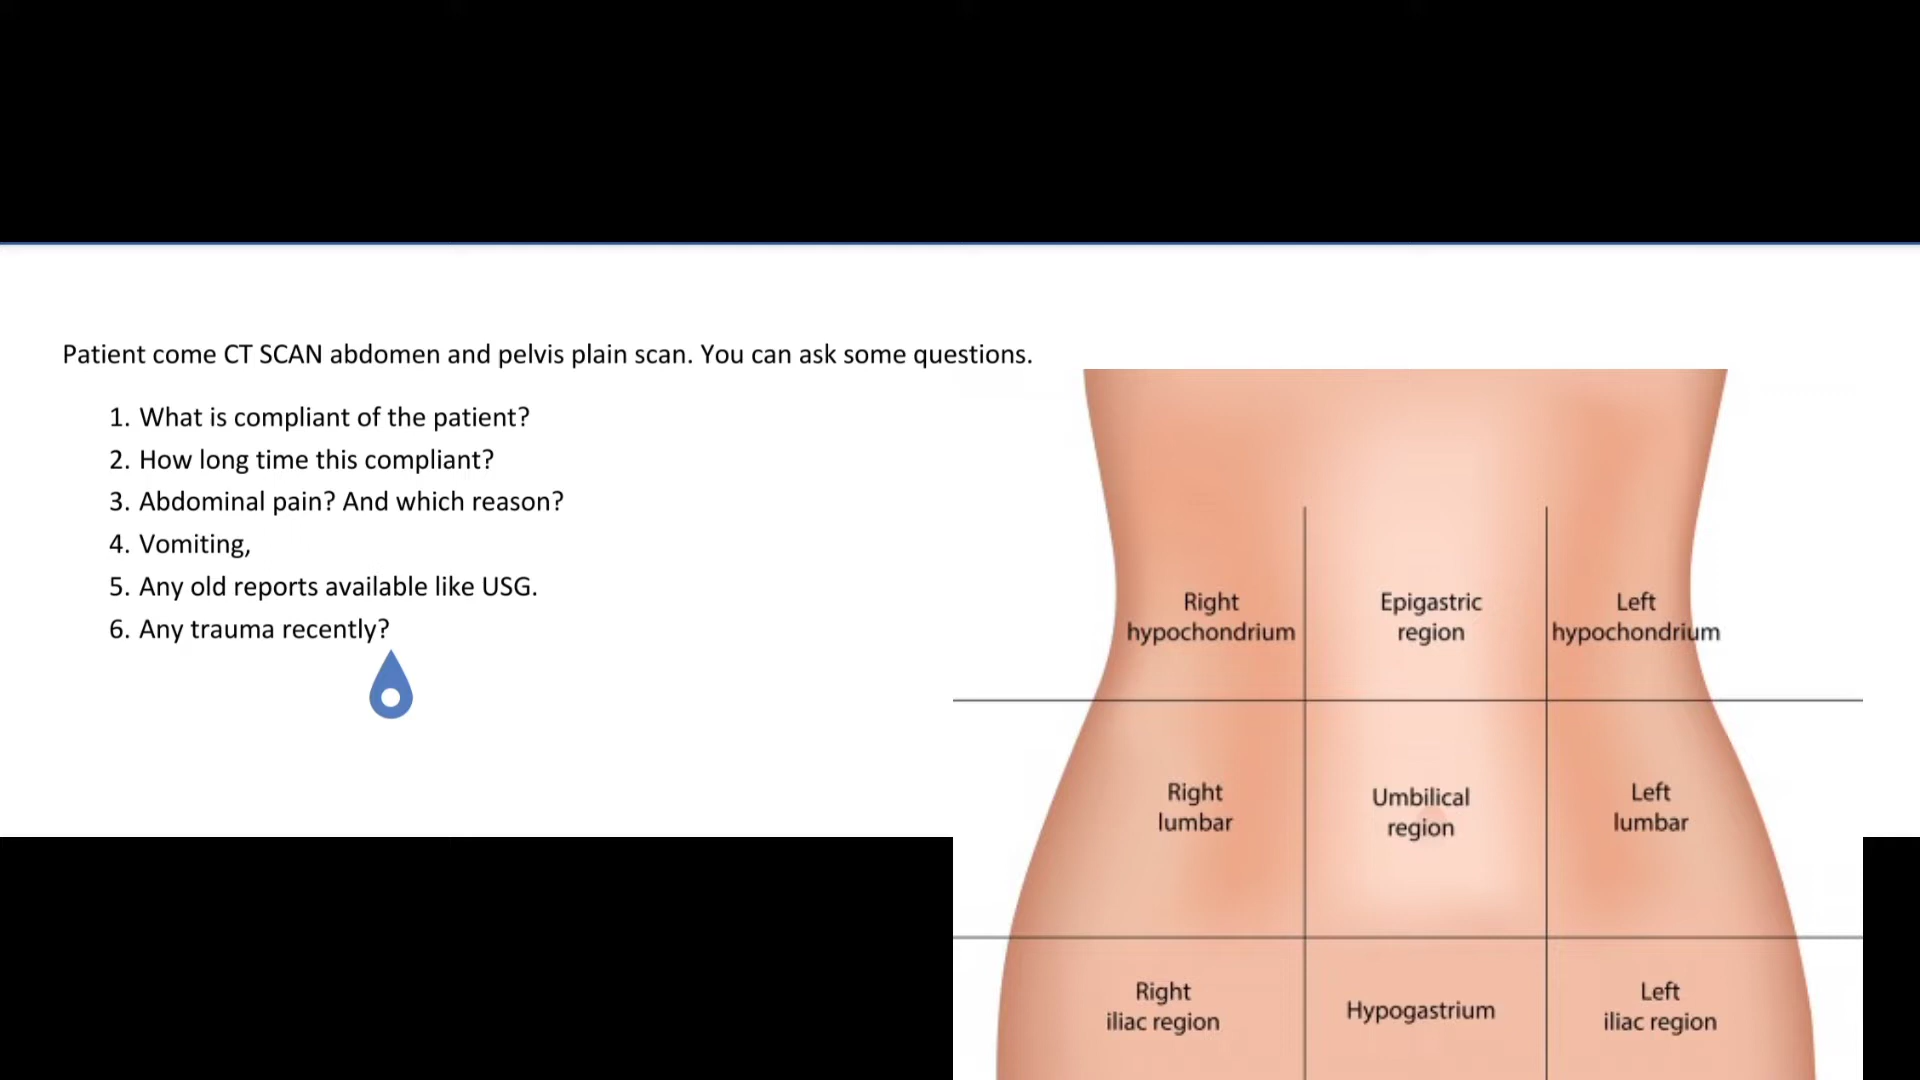 Patient come CT SCAN abdomen and pelvis plain scan. You can ask some questions.
1. What is compliant of the patient?
2. How long time this compliant?
3. Abdominal pain? And which reason?
4. Vomiting,
5. Any old reports available like USG.
6. Any trauma recently?
Right
hypochondrium
Epigastric
region
Left
hypochondrium
Right
lumbar
Umbilical
region
Left
lumbar
Right
iliac region
Hypogastrium
Left
iliac region